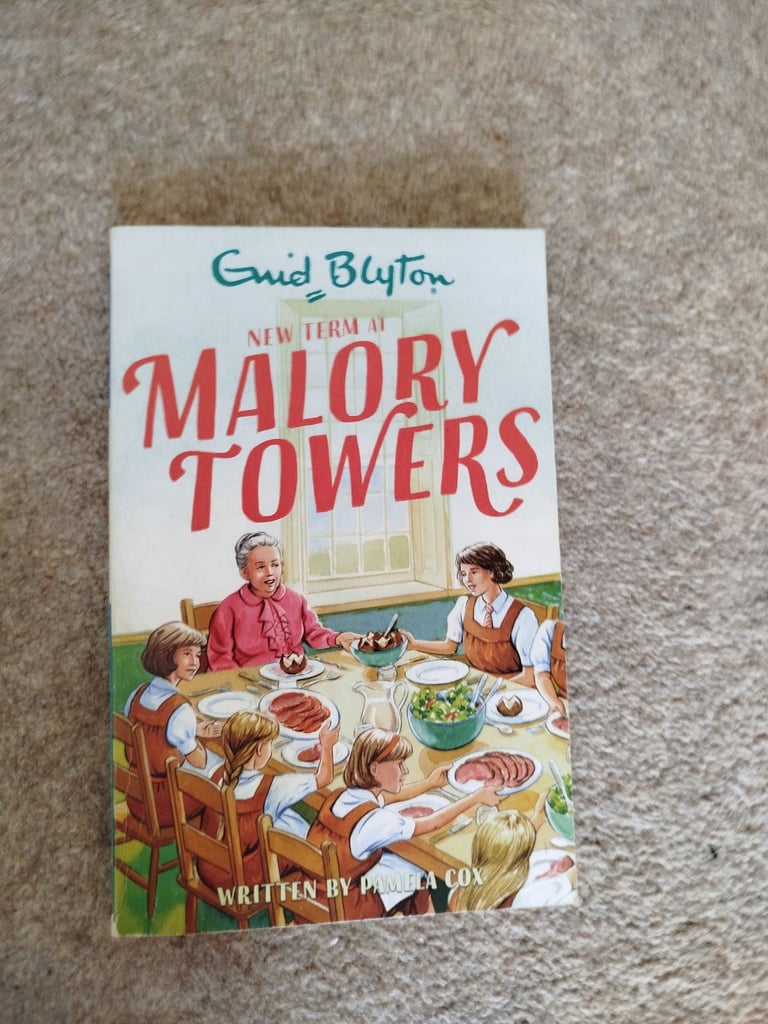 Enid Blyton
NEW TERM AT
MALORY
TOWERS
WRITTEN BY PAMELA COX